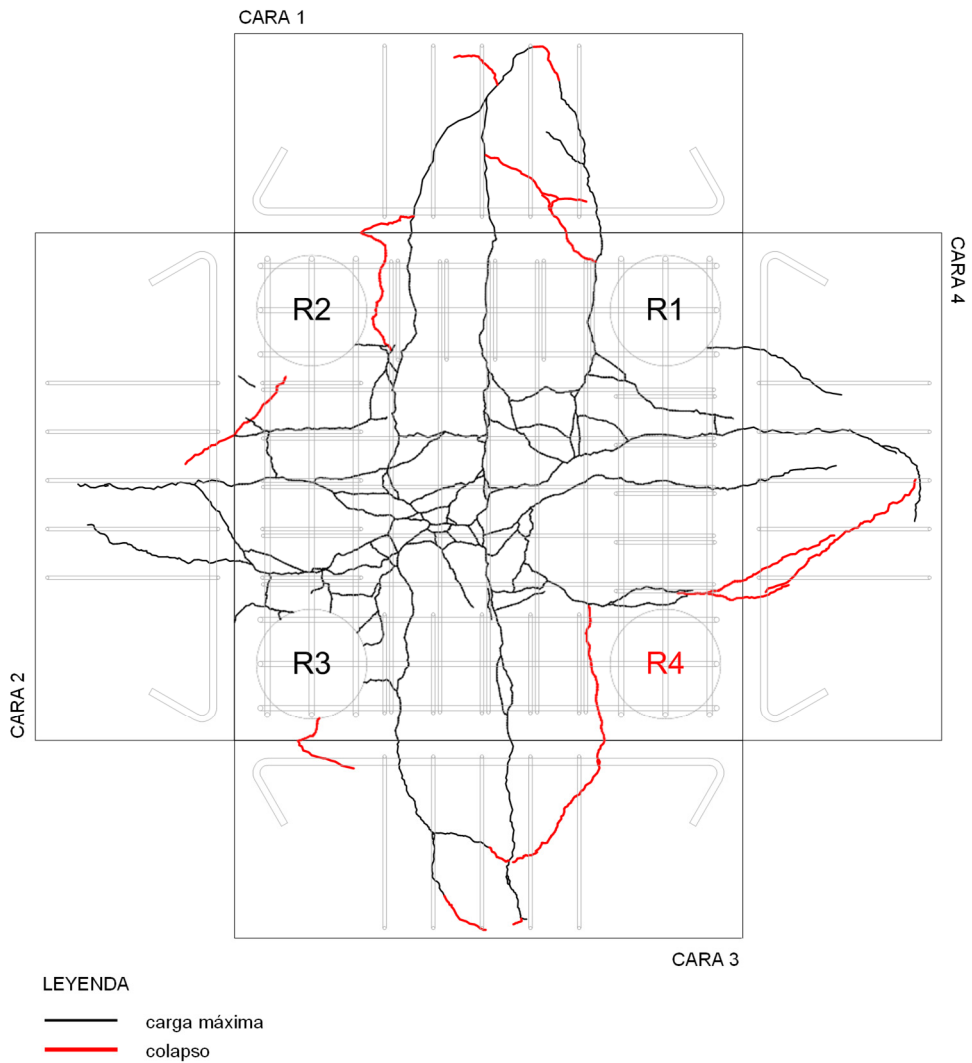 CARA 1
CARA 4
R2
R1
R3
R4
CARA 2
CARA 3
LEYENDA
carga máxima
colapso